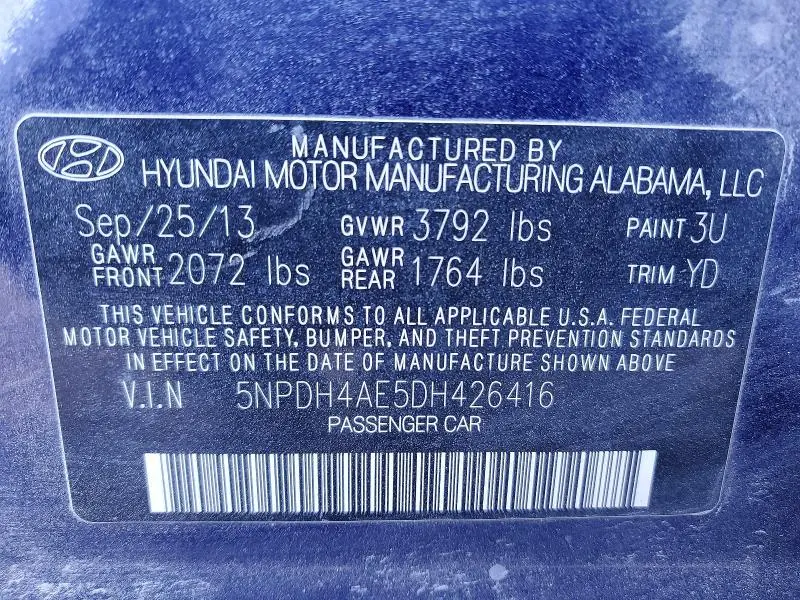 MANUFACTURED BY
HYUNDAI MOTOR MANUFACTURING ALABAMA, LLC
Sep/25/13 GVWR 3792 lbs PAINT 3U
GAWR FRONT 2072 lbs GAWR REAR 1764 lbs TRIM YD
THIS VEHICLE CONFORMS TO ALL APPLICABLE U.S.A. FEDERAL
MOTOR VEHICLE SAFETY, BUMPER, AND THEFT PREVENTION STANDARDS
IN EFFECT ON THE DATE OF MANUFACTURE SHOWN ABOVE
V.I.N 5NPDH4AE5DH426416
PASSENGER CAR